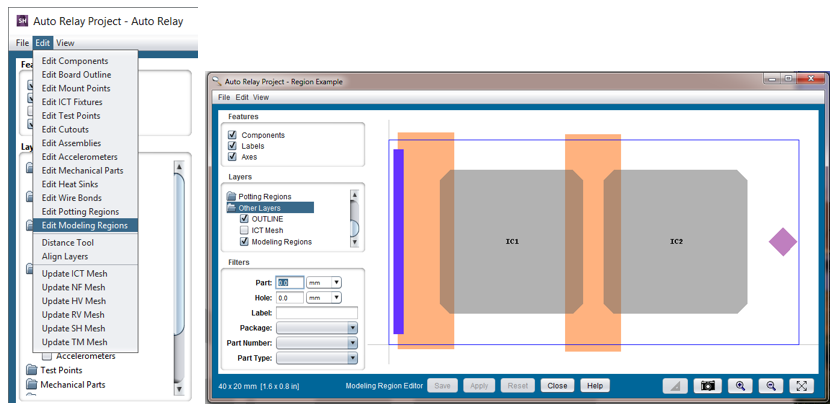 SH Auto Relay Project - Auto Relay
File Edit View
Edit Components
Edit Board Outline
Edit Mount Points
Edit ICT Fixtures
Edit Test Points
Edit Cutouts
Edit Assemblies
Edit Accelerometers
Edit Mechanical Parts
Edit Heat Sinks
Edit Wire Bonds
Edit Potting Regions
Edit Modeling Regions
Distance Tool
Align Layers
Update ICT Mesh
Update NF Mesh
Update HV Mesh
Update RV Mesh
Update SH Mesh
Update TM Mesh
Accelerometers
Test Points
Mechanical Parts
Auto Relay Project - Region Example
File Edit View
Features
Components
Labels
Axes
Layers
Potting Regions
Other Layers
OUTLINE
ICT Mesh
Modeling Regions
Filters
Part: 0.0 mm
Hole: 0.0 mm
Label:
Package:
Part Number:
Part Type:
IC1 IC2
40 x 20 mm [1.6 x 0.8 in] Modeling Region Editor Save Apply Reset Close Help